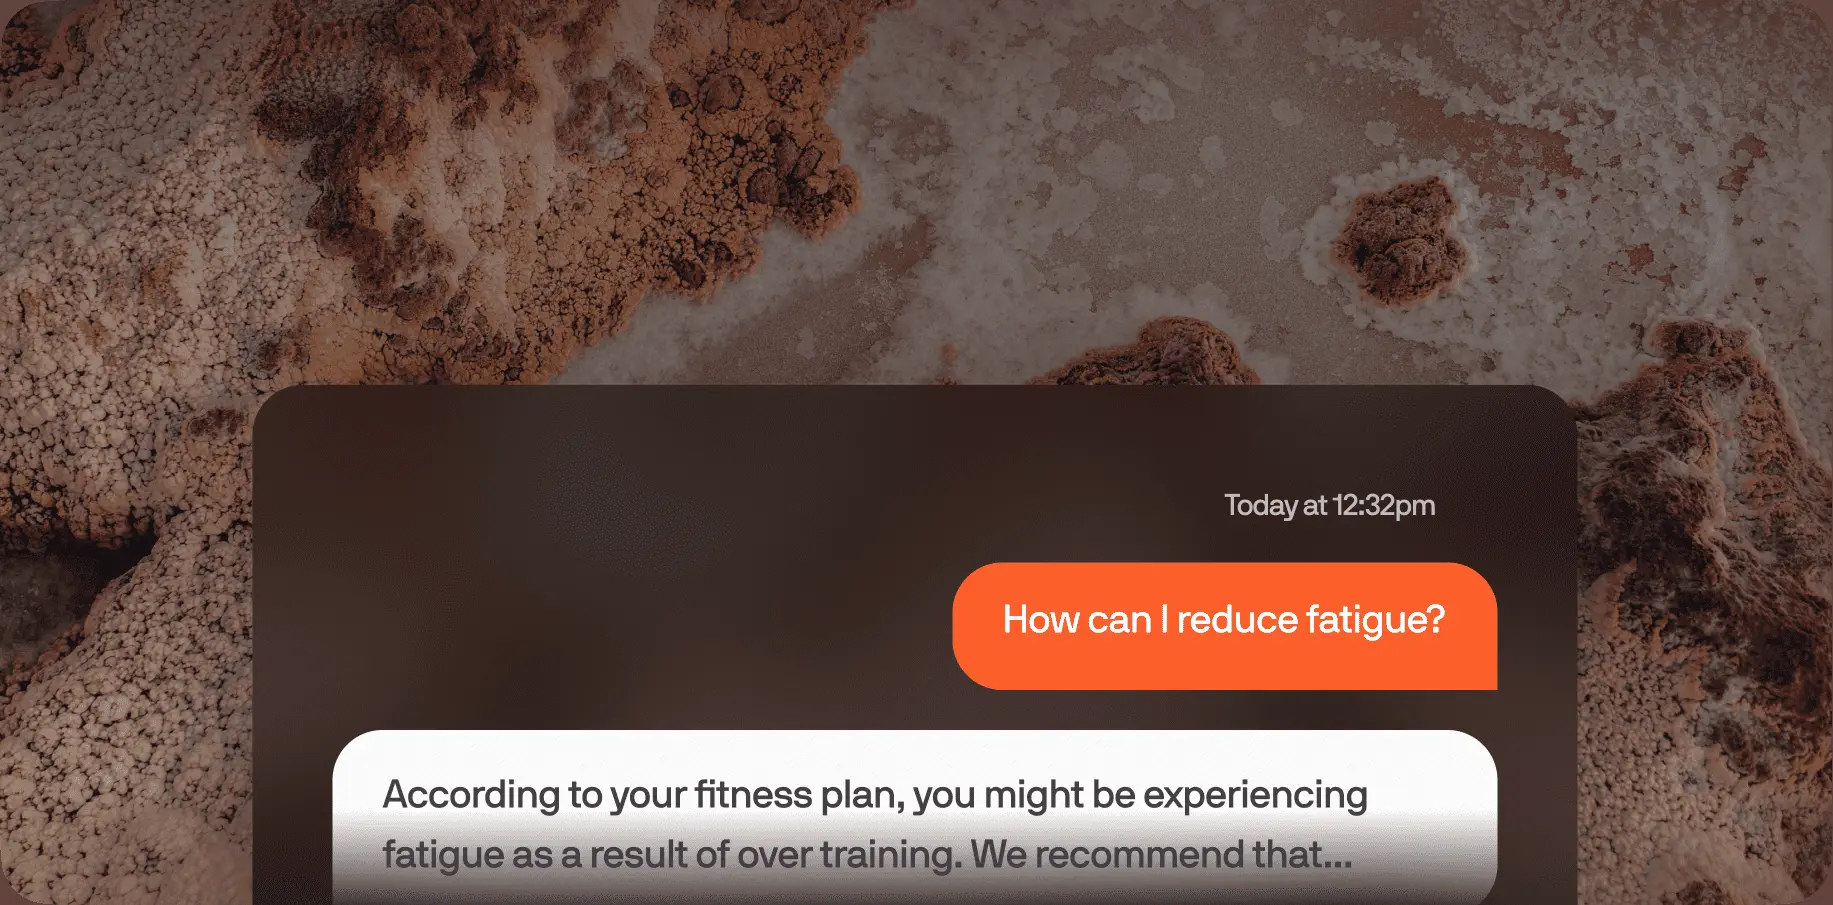 Today at 12:32pm
How can I reduce fatigue?
According to your fitness plan, you might be experiencing
fatigue as a result of over training. We recommend that...